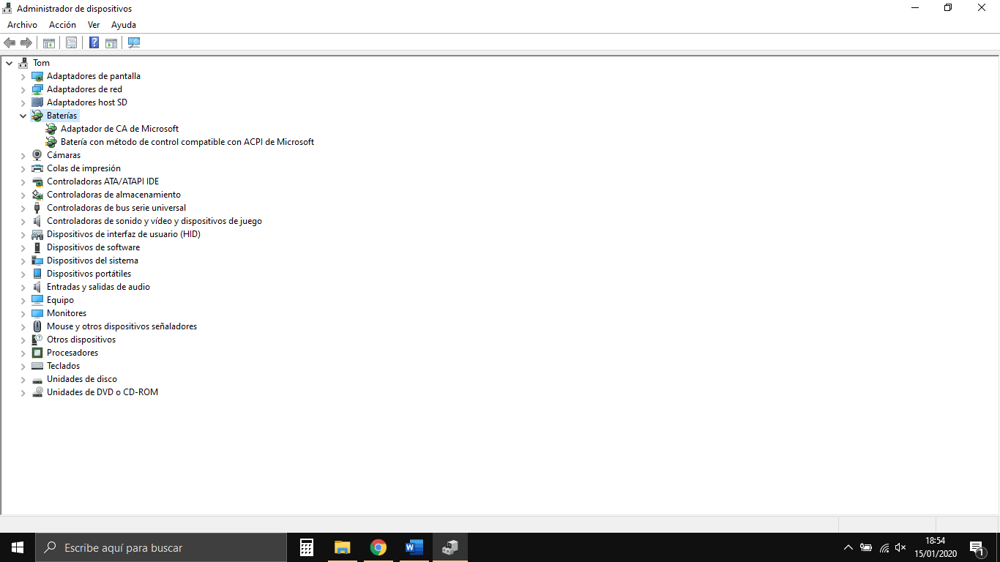 Administrador de dispositivos
Archivo Acción Ver Ayuda
Tom
Adaptadores de pantalla
Adaptadores de red
Adaptadores host SD
Baterías
Adaptador de CA de Microsoft
Batería con método de control compatible con ACPI de Microsoft
Cámaras
Colas de impresión
Controladoras ATA/ATAPI IDE
Controladoras de almacenamiento
Controladoras de bus serie universal
Controladoras de sonido y vídeo y dispositivos de juego
Dispositivos de interfaz de usuario (HID)
Dispositivos de software
Dispositivos del sistema
Dispositivos portátiles
Entradas y salidas de audio
Equipo
Monitores
Mouse y otros dispositivos señaladores
Otros dispositivos
Procesadores
Teclados
Unidades de disco
Unidades de DVD o CD-ROM
Escribe aquí para buscar
18:54
15/01/2020
1